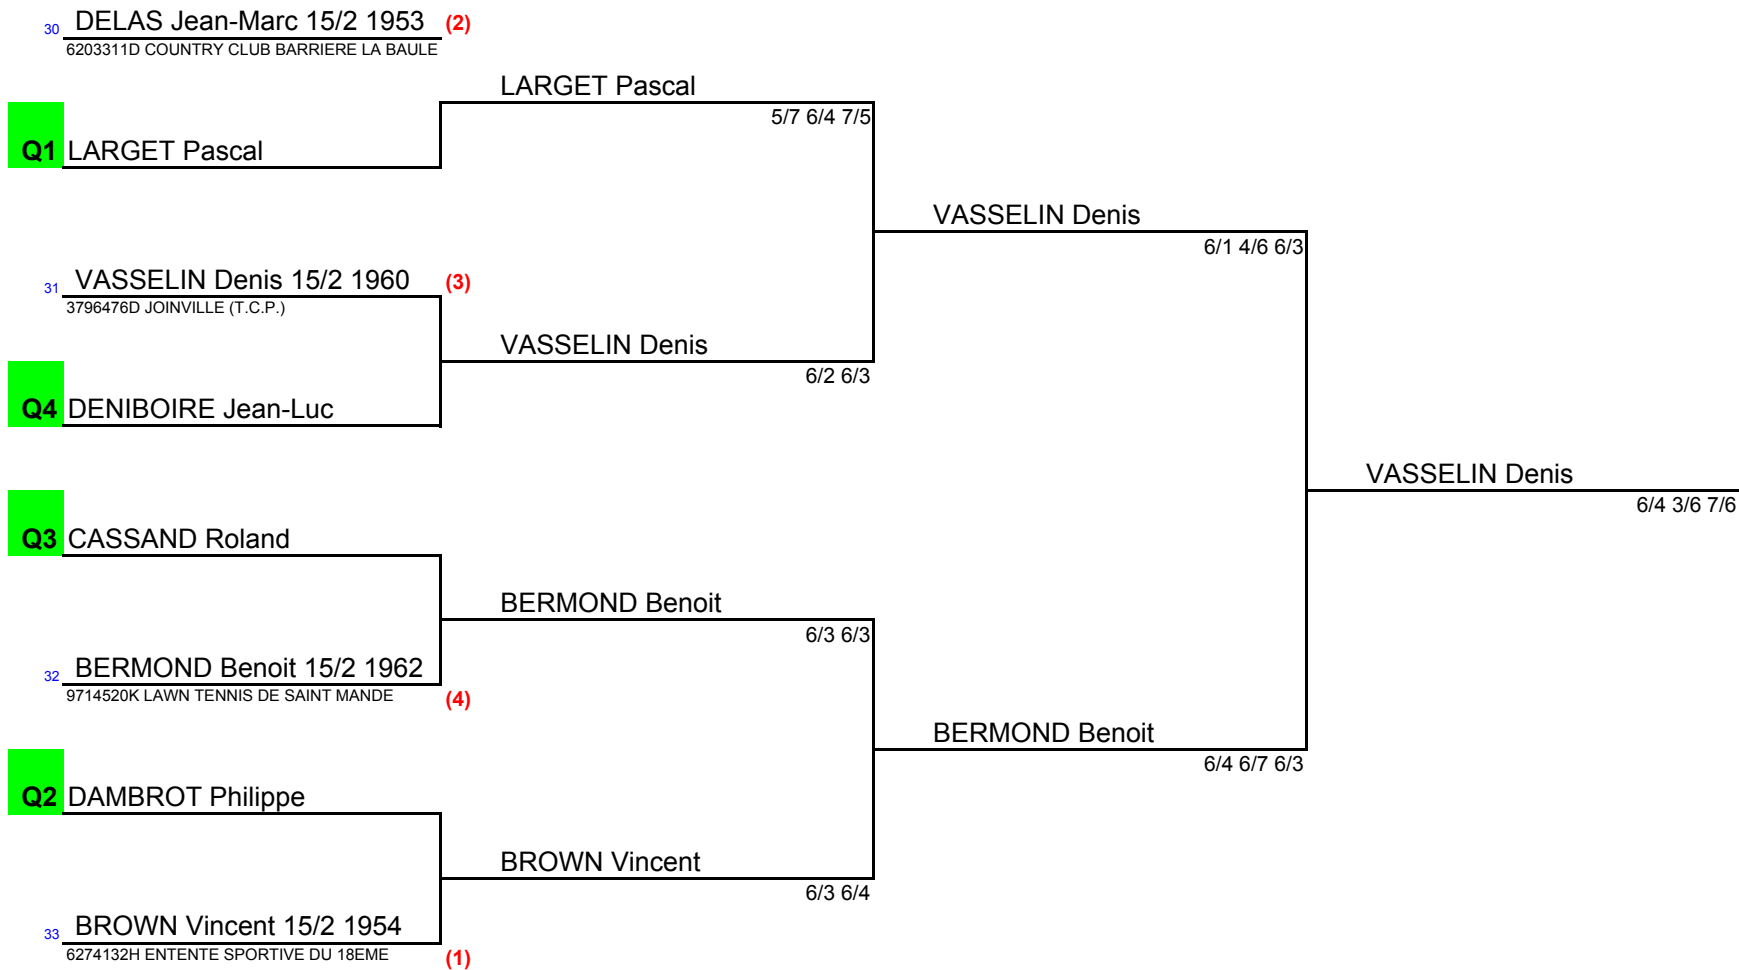 30 DELAS Jean-Marc 15/2 1953 (2)
6203311D COUNTRY CLUB BARRIERE LA BAULE
LARGET Pascal
5/7 6/4 7/5
Q1 LARGET Pascal
VASSELIN Denis
6/1 4/6 6/3
31 VASSELIN Denis 15/2 1960 (3)
3796476D JOINVILLE (T.C.P.)
VASSELIN Denis
6/2 6/3
Q4 DENIBOIRE Jean-Luc
VASSELIN Denis
6/4 3/6 7/6
Q3 CASSAND Roland
BERMOND Benoit
6/3 6/3
32 BERMOND Benoit 15/2 1962
9714520K LAWN TENNIS DE SAINT MANDE (4)
BERMOND Benoit
6/4 6/7 6/3
Q2 DAMBROT Philippe
BROWN Vincent
6/3 6/4
33 BROWN Vincent 15/2 1954
6274132H ENTENTE SPORTIVE DU 18EME (1)